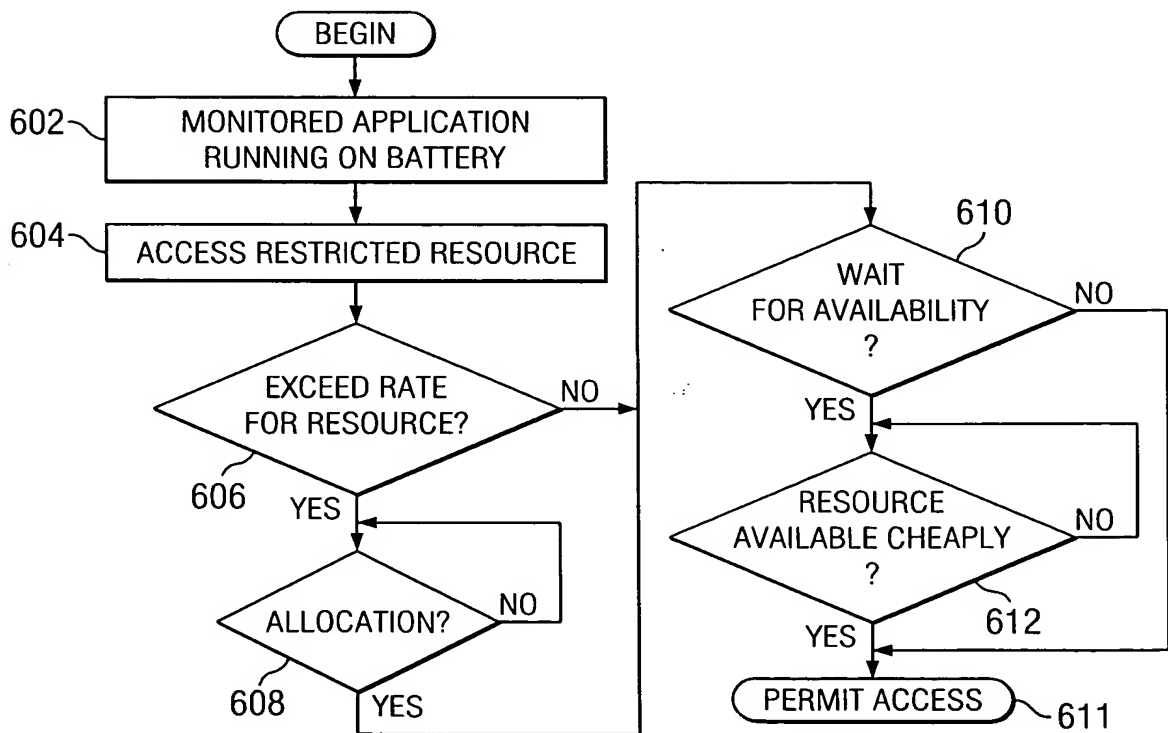 BEGIN
602
MONITORED APPLICATION
RUNNING ON BATTERY
604
ACCESS RESTRICTED RESOURCE
EXCEED RATE
FOR RESOURCE?
NO
606
YES
ALLOCATION?
NO
608
YES
610
WAIT
FOR AVAILABILITY
?
NO
YES
RESOURCE
AVAILABLE CHEAPLY
?
NO
612
YES
PERMIT ACCESS
611